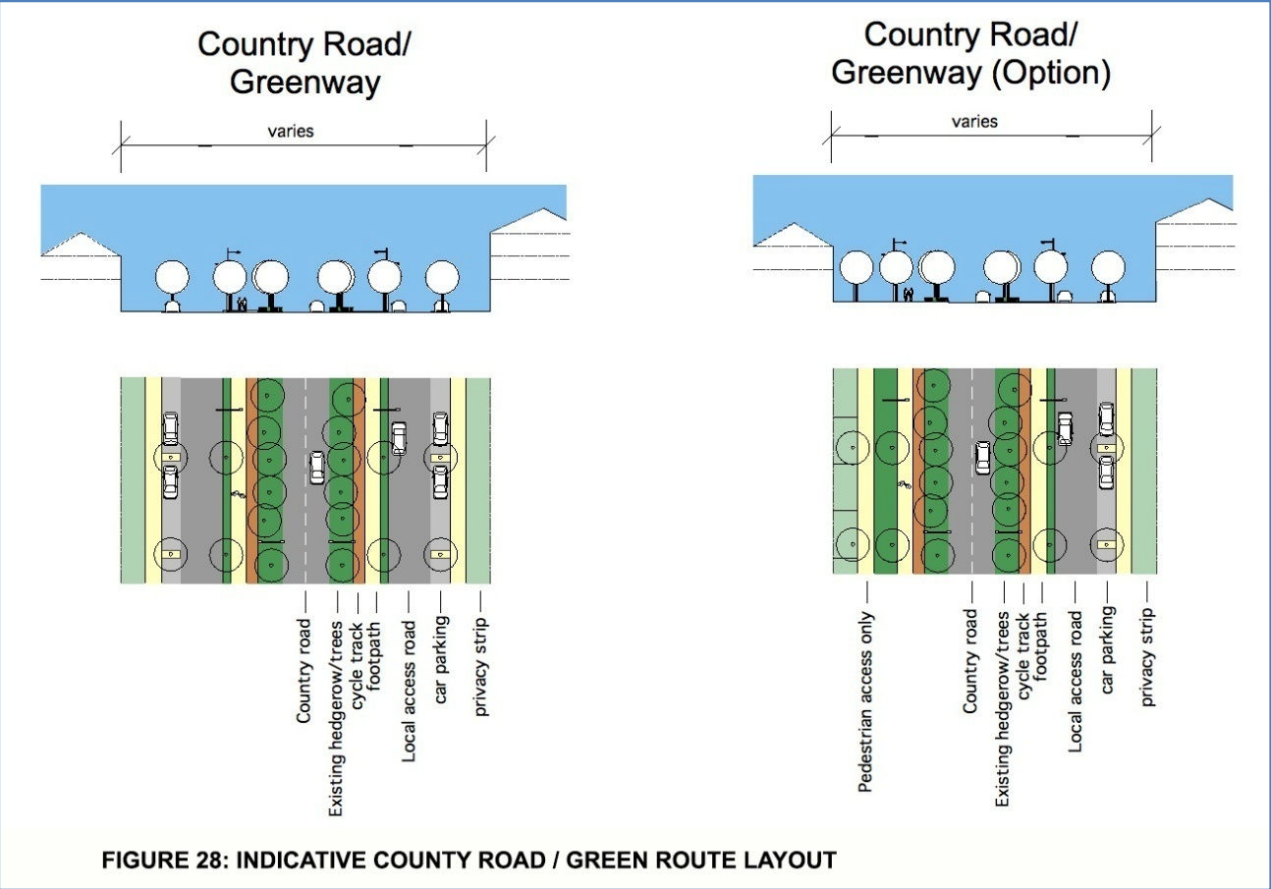 Country Road/
Greenway
varies
Country road
Existing hedgerow/trees
cycle track
footpath
Local access road
car parking
privacy strip
Country Road/
Greenway (Option)
varies
Pedestrian access only
Country road
Existing hedgerow/trees
cycle track
footpath
Local access road
car parking
privacy strip
FIGURE 28: INDICATIVE COUNTY ROAD / GREEN ROUTE LAYOUT